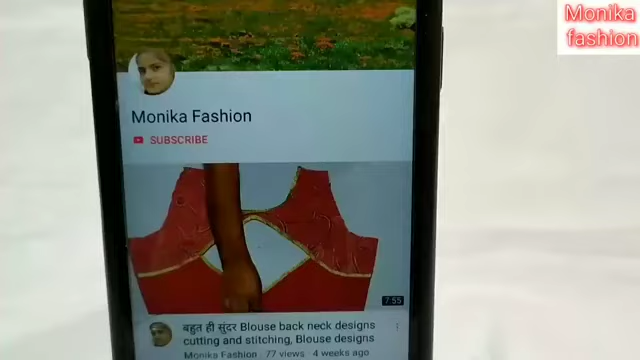 Monika
fashion
Monika Fashion
SUBSCRIBE
7:55
बहुत ही सुंदर Blouse back neck designs
cutting and stitching, Blouse designs
Monika Fashion 77 views 4 weeks ago